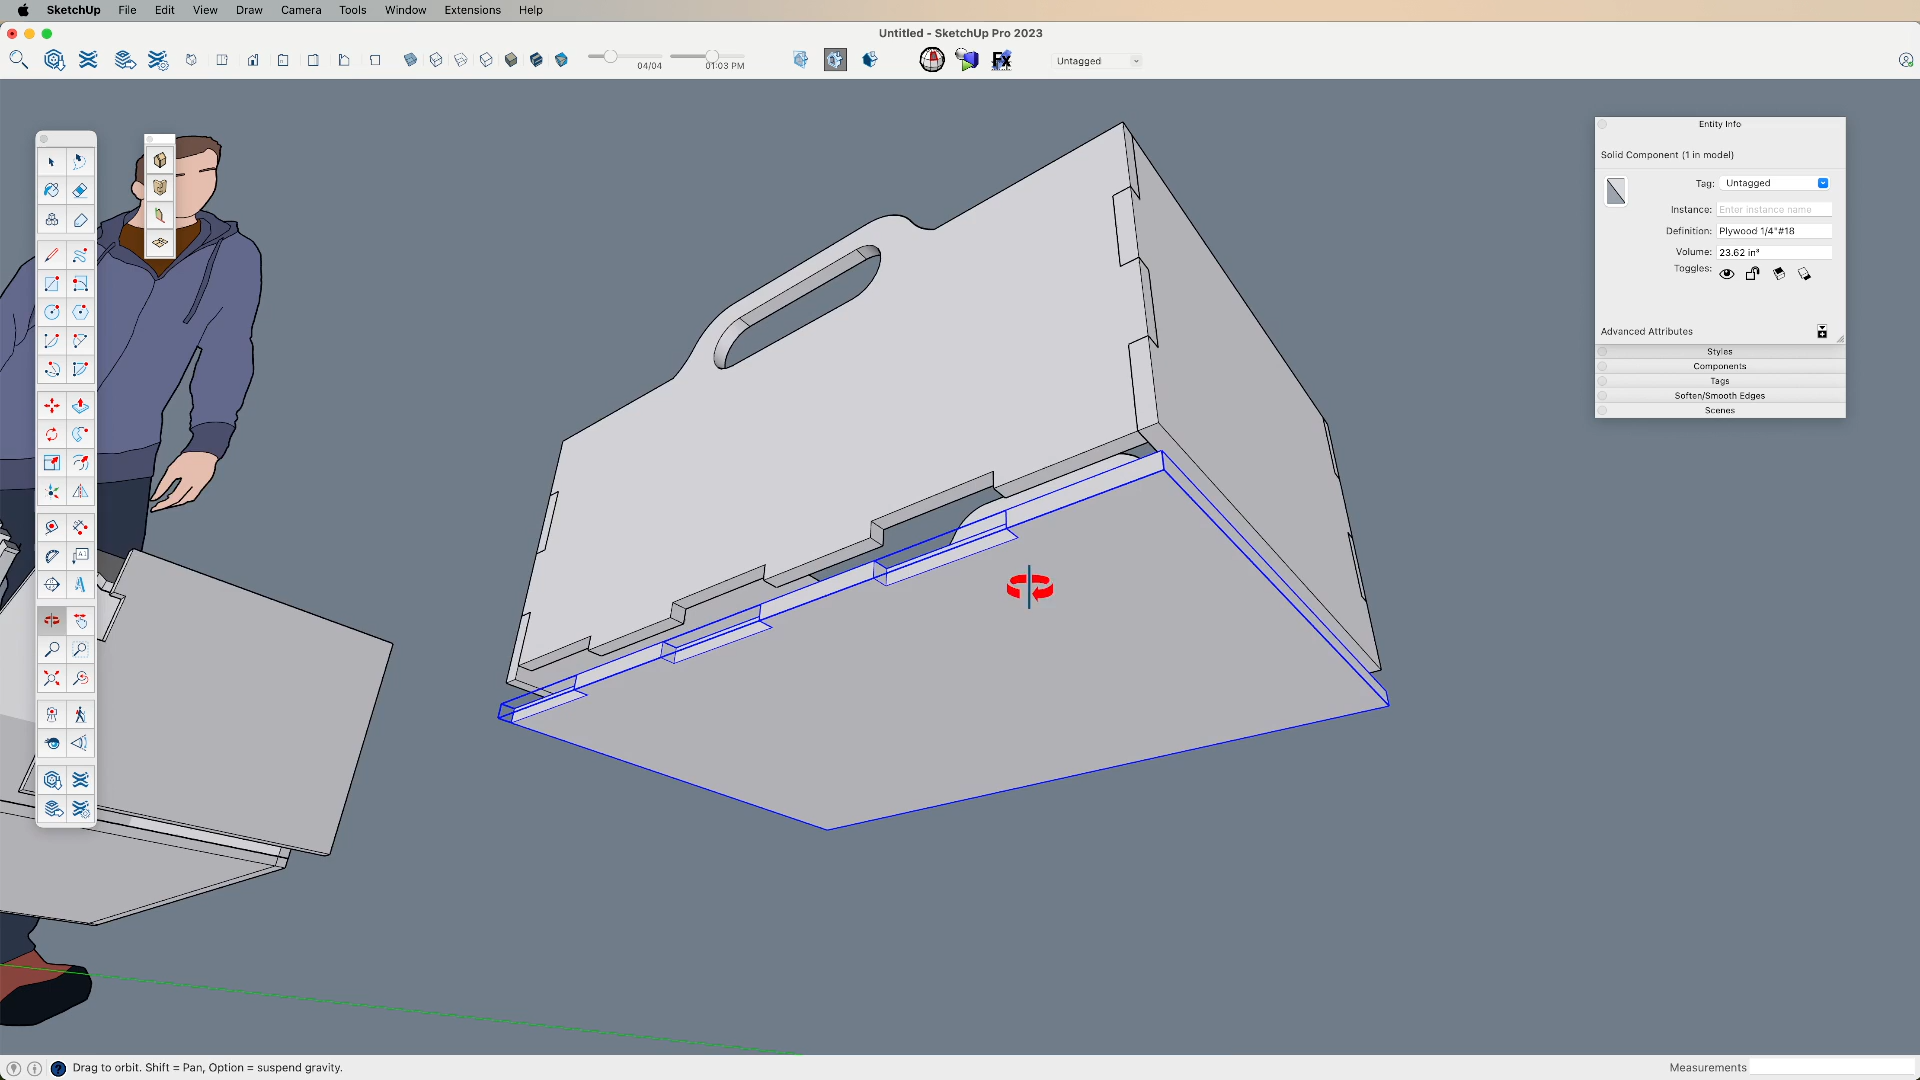 SketchUp File Edit View Draw Camera Tools Window Extensions Help
Untitled - SketchUp Pro 2023
04/04 01:03 PM Untagged
Entity Info
Solid Component (1 in model)
Tag: Untagged
Instance: Enter instance name
Definition: Plywood 1/4"#18
Volume: 23.62 in³
Toggles:
Advanced Attributes
Styles
Components
Tags
Soften/Smooth Edges
Scenes
Drag to orbit. Shift = Pan, Option = suspend gravity.
Measurements